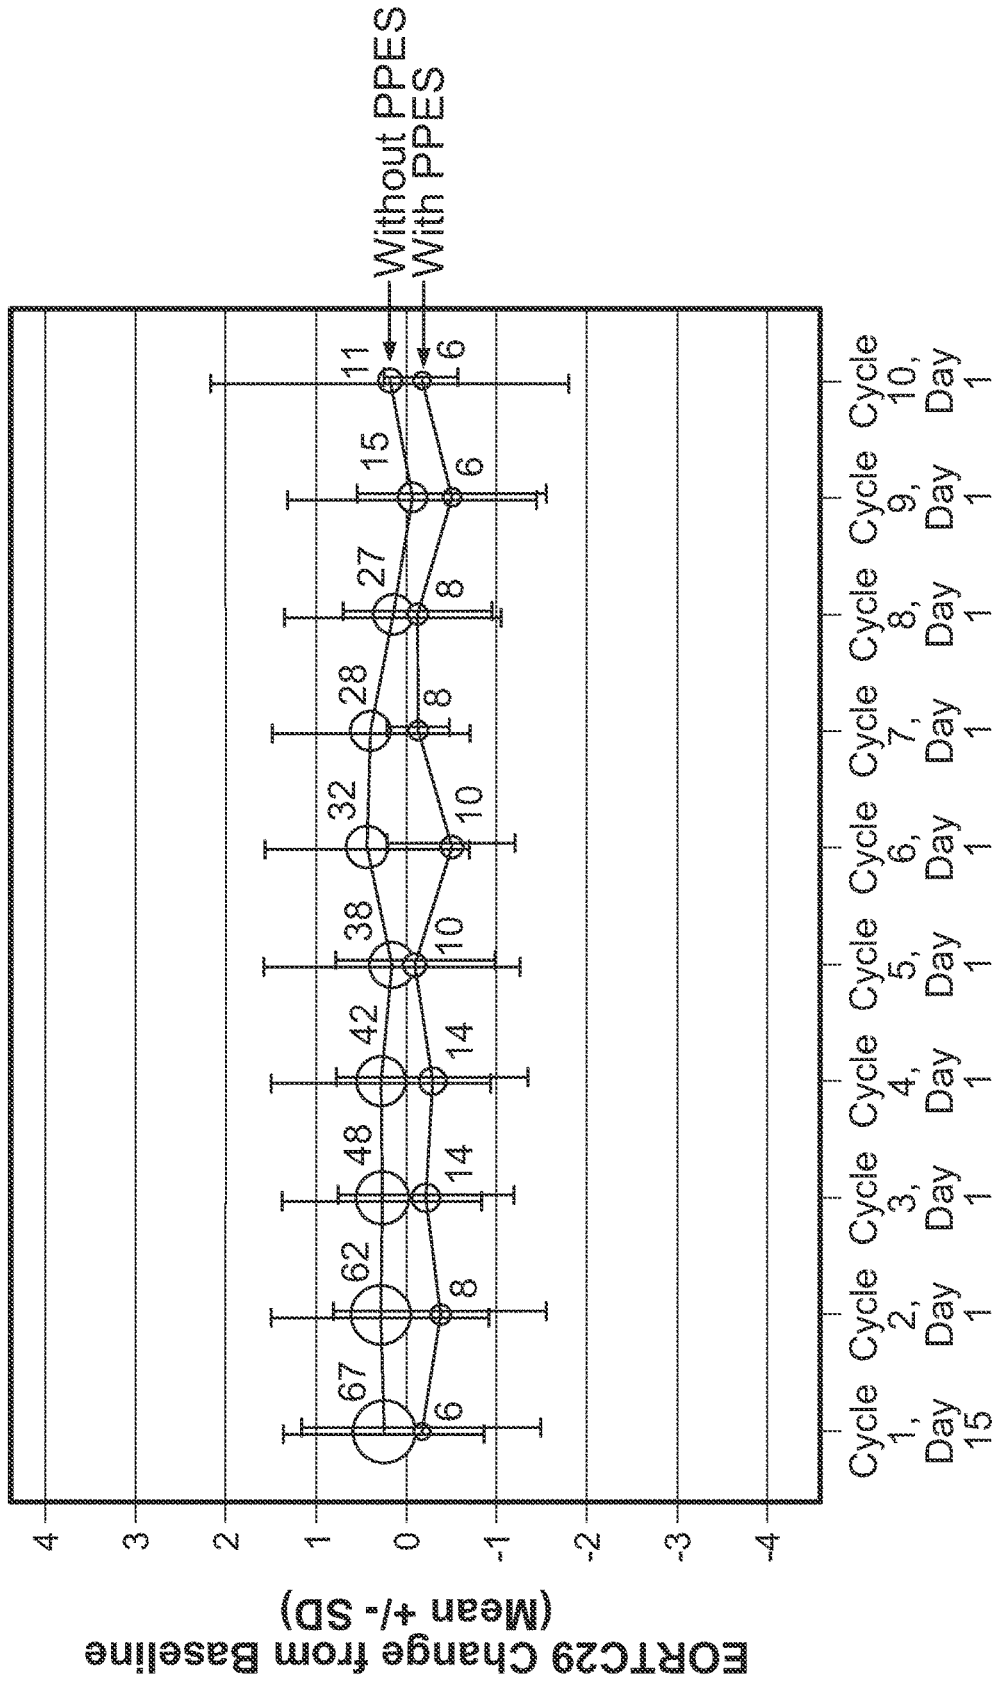 EORTC29 Change from Baseline
(Mean +/- SD)
4
3
2
1
0
-1
-2
-3
-4
67
62
48
42
38
32
28
27
15
11
6
8
14
14
10
10
8
8
6
6
Without PPES
With PPES
Cycle
1,
Day
15
Cycle
2,
Day
1
Cycle
3,
Day
1
Cycle
4,
Day
1
Cycle
5,
Day
1
Cycle
6,
Day
1
Cycle
7,
Day
1
Cycle
8,
Day
1
Cycle
9,
Day
1
Cycle
10,
Day
1